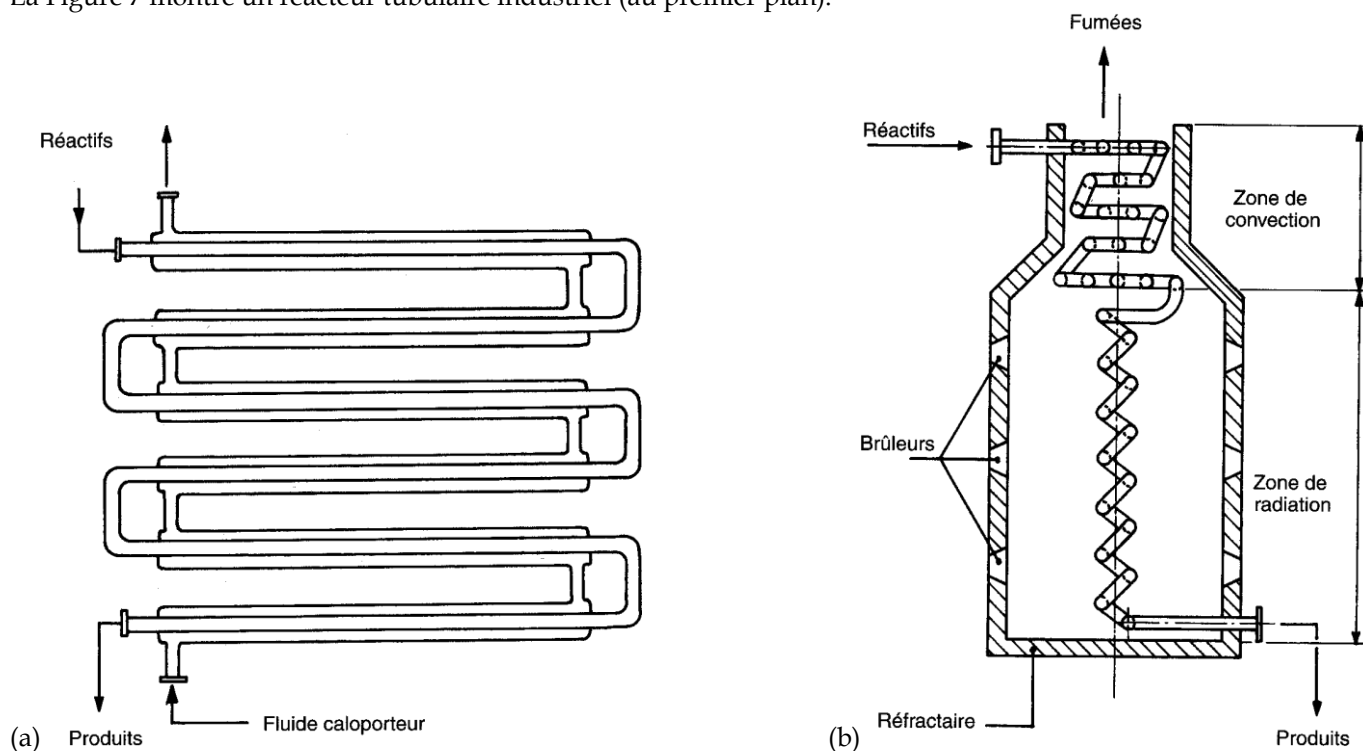 La Figure 7 montre un réacteur tubulaire industriel (au premier plan).
Réactifs
(a)
Produits
Fluide caloporteur
Fumées
Réactifs
Zone de
convection
Brûleurs
Zone de
radiation
Réfractaire
(b)
Produits